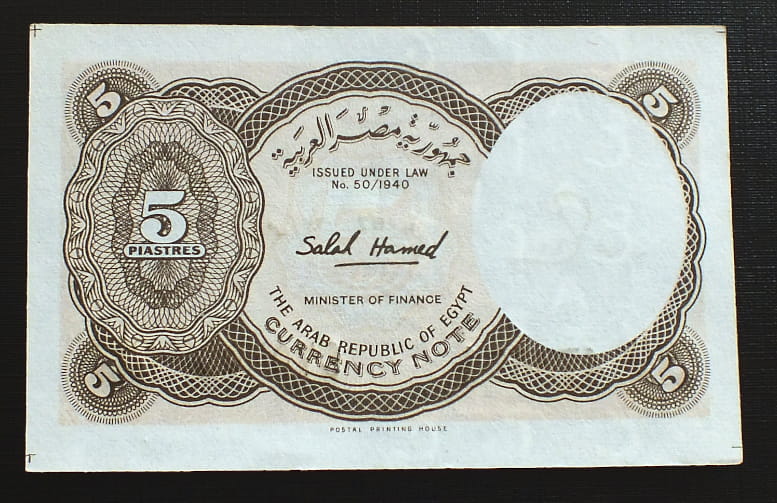 5
5
جمهورية مصر العربية
ISSUED UNDER LAW
No. 50/1940
5
PIASTRES
Salah Hamed
MINISTER OF FINANCE
THE ARAB REPUBLIC OF EGYPT
CURRENCY NOTE
5
5
POSTAL PRINTING HOUSE